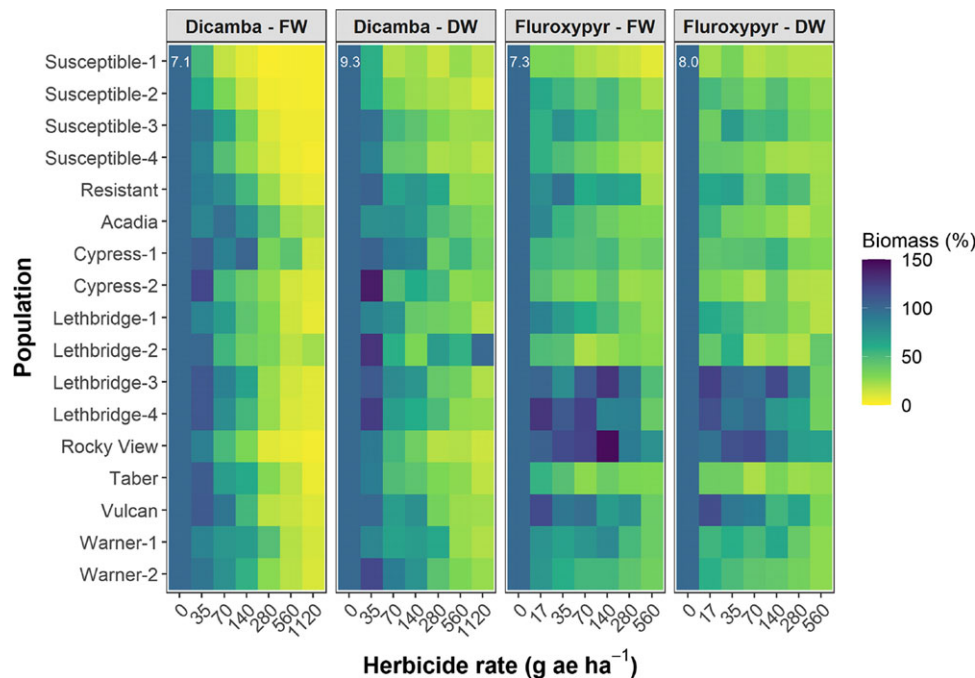 Dicamba - FW
Dicamba - DW
Fluroxypyr - FW
Fluroxypyr - DW
Population
Susceptible-1
7.1
9.3
7.3
8.0
Susceptible-2
Susceptible-3
Susceptible-4
Resistant
Acadia
Cypress-1
Cypress-2
Lethbridge-1
Lethbridge-2
Lethbridge-3
Lethbridge-4
Rocky View
Taber
Vulcan
Warner-1
Warner-2
0 35 70 140 280 560 1120
0 35 70 140 280 560 1120
0 17 35 70 140 280 560
0 17 35 70 140 280 560
Herbicide rate (g ae ha⁻¹)
Biomass (%)
150
100
50
0